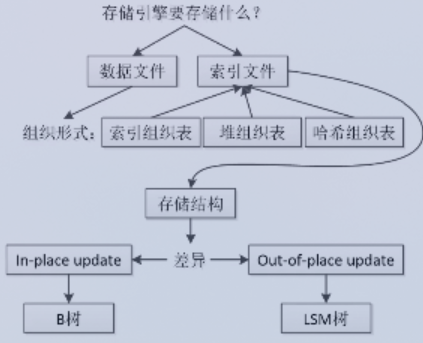 存储引擎要存储什么?
数据文件 索引文件
组织形式: 索引组织表 堆组织表 哈希组织表
存储结构
In-place update 差异 Out-of-place update
B树 LSM树